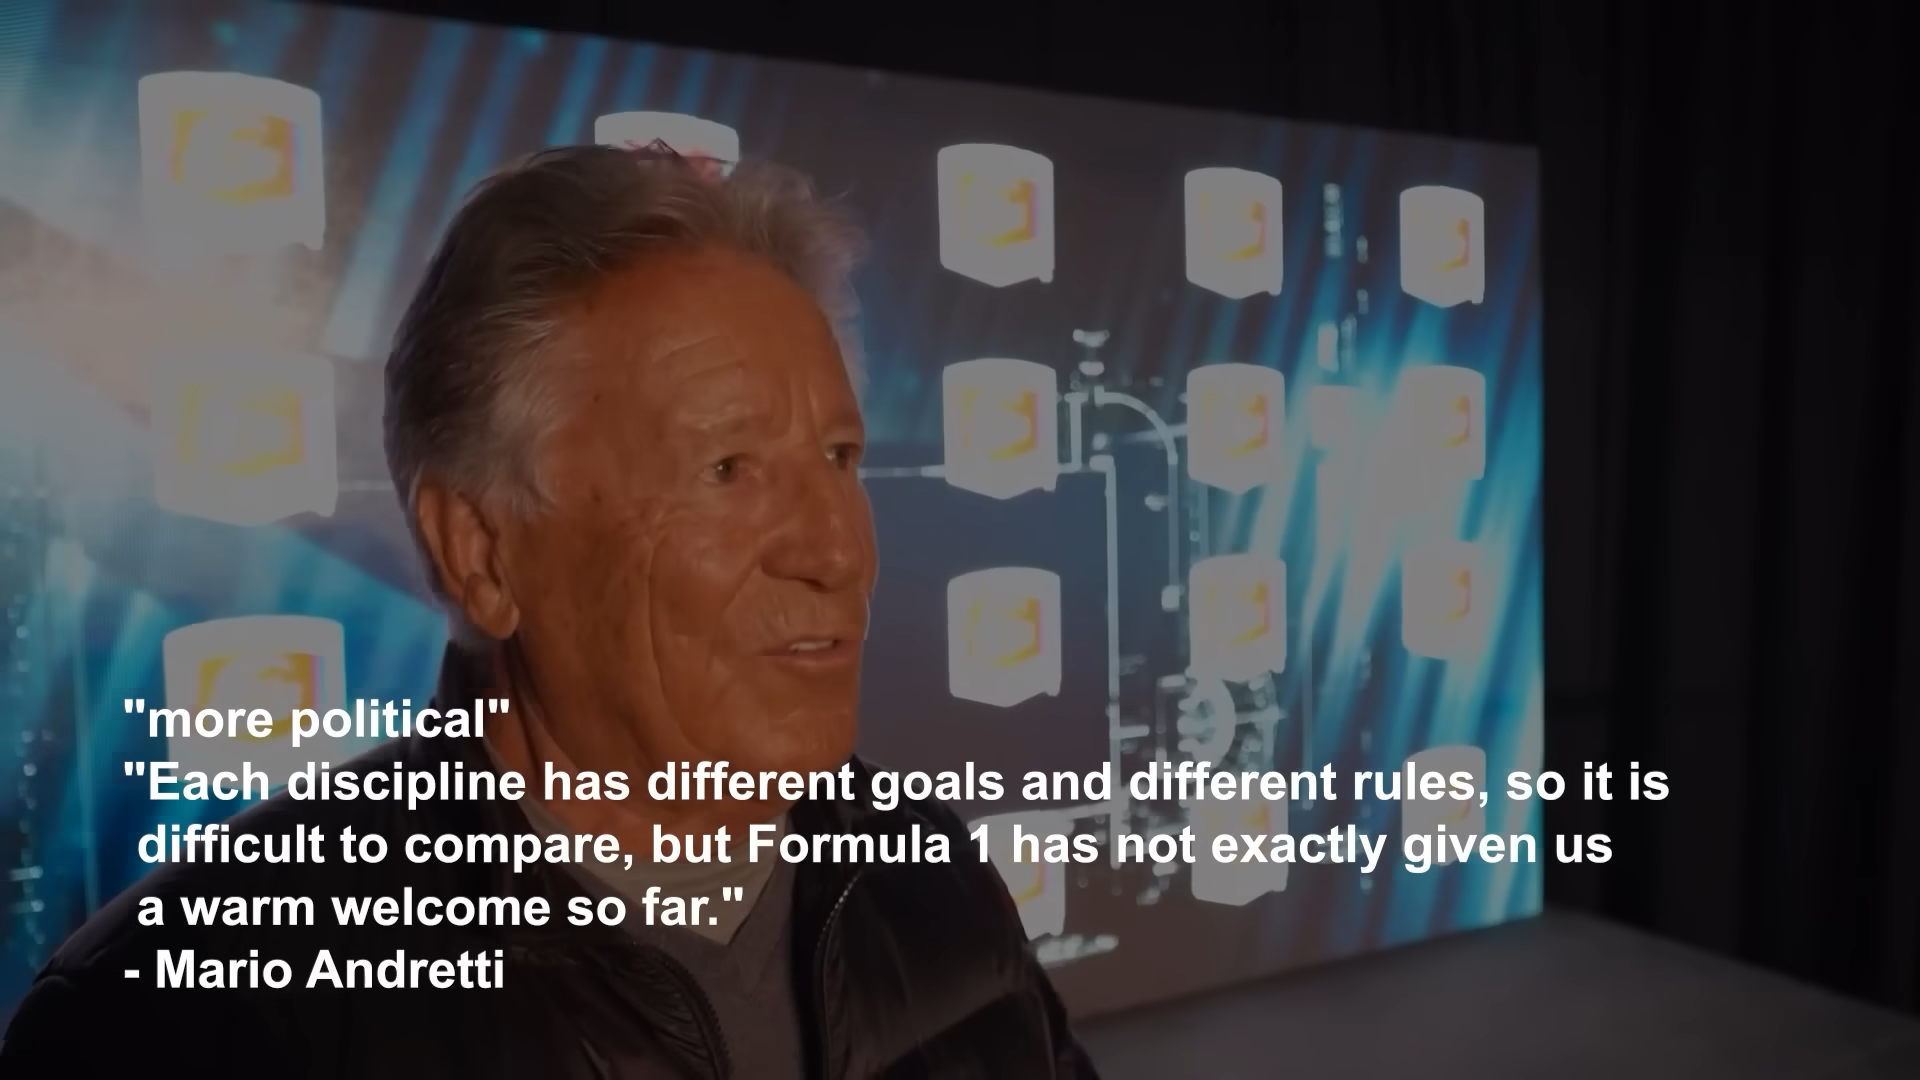 "more political"
"Each discipline has different goals and different rules, so it is
difficult to compare, but Formula 1 has not exactly given us
a warm welcome so far."
- Mario Andretti